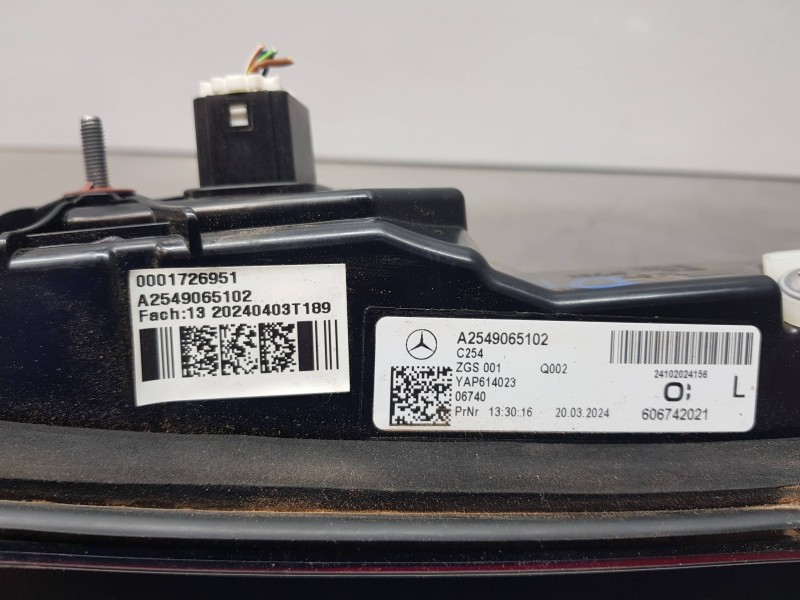 0001726951
A2549065102
Fach:13 20240403T189
A2549065102
C254
ZGS 001 Q002
YAP614023
06740
PrNr 13:30:16 20.03.2024
24102024156
O: L
606742021